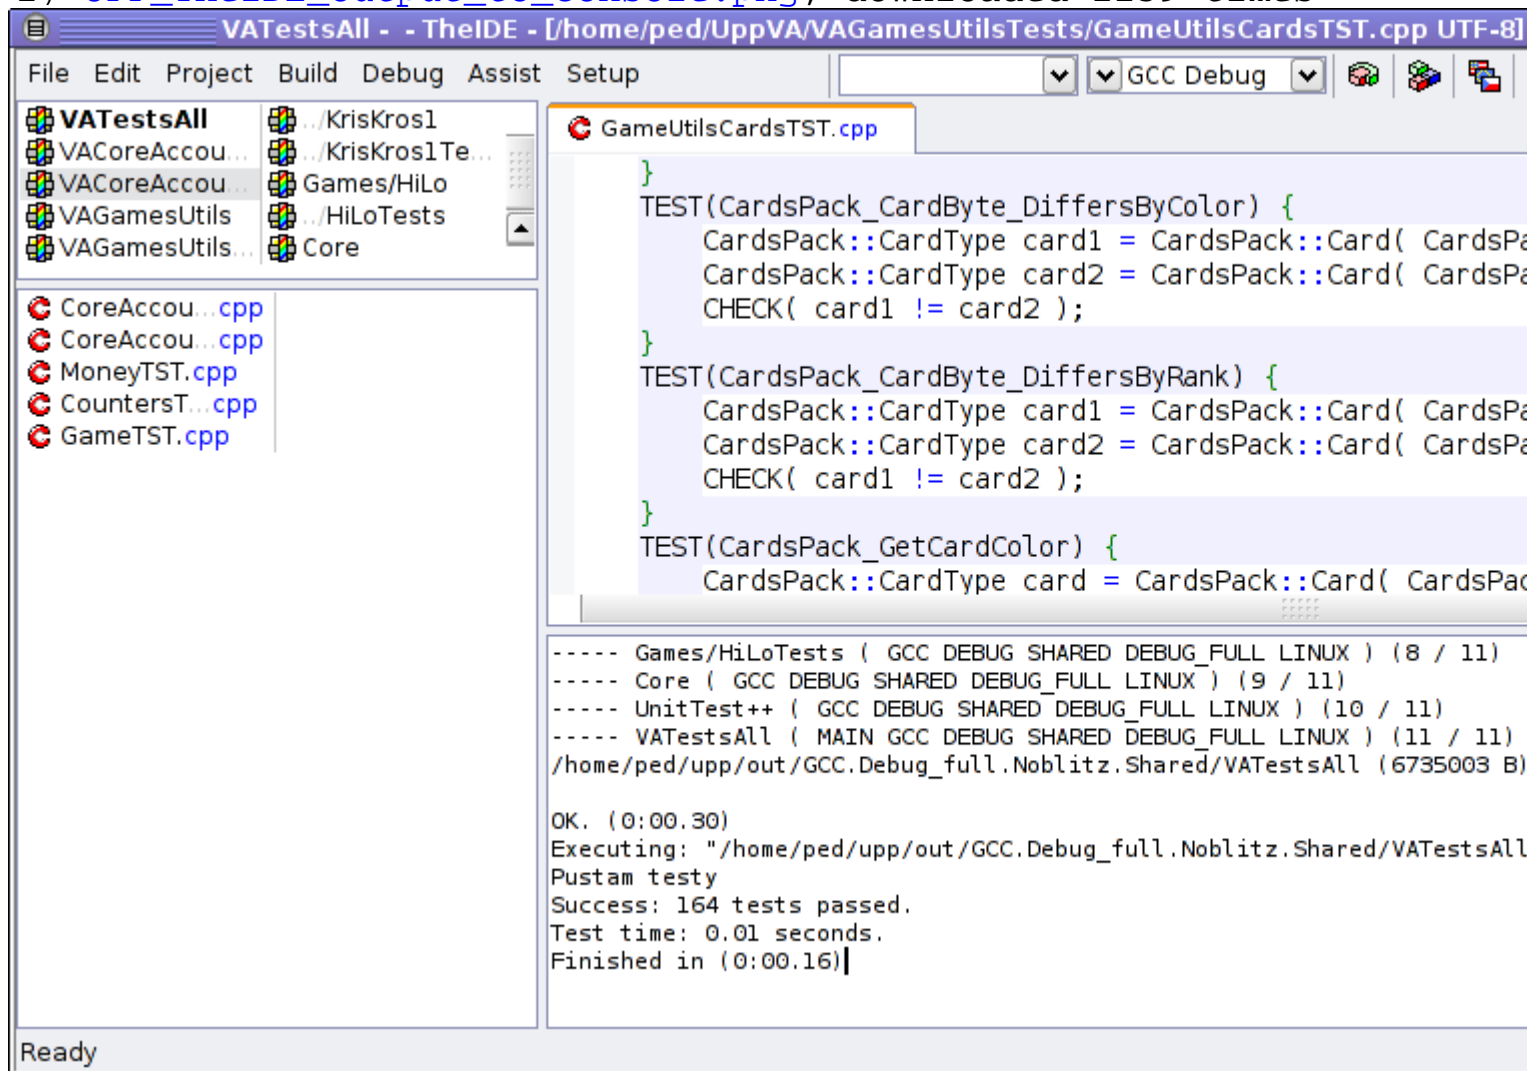 VATestsAll - - TheIDE - [/home/ped/UppVA/VAGamesUtilsTests/GameUtilsCardsTST.cpp UTF-8]
File Edit Project Build Debug Assist Setup
GCC Debug
VATestsAll
VACoreAccou...
VACoreAccou...
VAGamesUtils
VAGamesUtils...
../KrisKros1
../KrisKros1Te...
Games/HiLo
../HiLoTests
Core
CoreAccou...cpp
CoreAccou...cpp
MoneyTST.cpp
CountersT...cpp
GameTST.cpp
GameUtilsCardsTST.cpp
}
TEST(CardsPack_CardByte_DiffersByColor) {
CardsPack::CardType card1 = CardsPack::Card( CardsPa
CardsPack::CardType card2 = CardsPack::Card( CardsPa
CHECK( card1 != card2 );
}
TEST(CardsPack_CardByte_DiffersByRank) {
CardsPack::CardType card1 = CardsPack::Card( CardsPa
CardsPack::CardType card2 = CardsPack::Card( CardsPa
CHECK( card1 != card2 );
}
TEST(CardsPack_GetCardColor) {
CardsPack::CardType card = CardsPack::Card( CardsPac
----- Games/HiLoTests ( GCC DEBUG SHARED DEBUG_FULL LINUX ) (8 / 11)
----- Core ( GCC DEBUG SHARED DEBUG_FULL LINUX ) (9 / 11)
----- UnitTest++ ( GCC DEBUG SHARED DEBUG_FULL LINUX ) (10 / 11)
----- VATestsAll ( MAIN GCC DEBUG SHARED DEBUG_FULL LINUX ) (11 / 11)
/home/ped/upp/out/GCC.Debug_full.Noblitz.Shared/VATestsAll (6735003 B)
OK. (0:00.30)
Executing: "/home/ped/upp/out/GCC.Debug_full.Noblitz.Shared/VATestsAll
Pustam testy
Success: 164 tests passed.
Test time: 0.01 seconds.
Finished in (0:00.16)
Ready